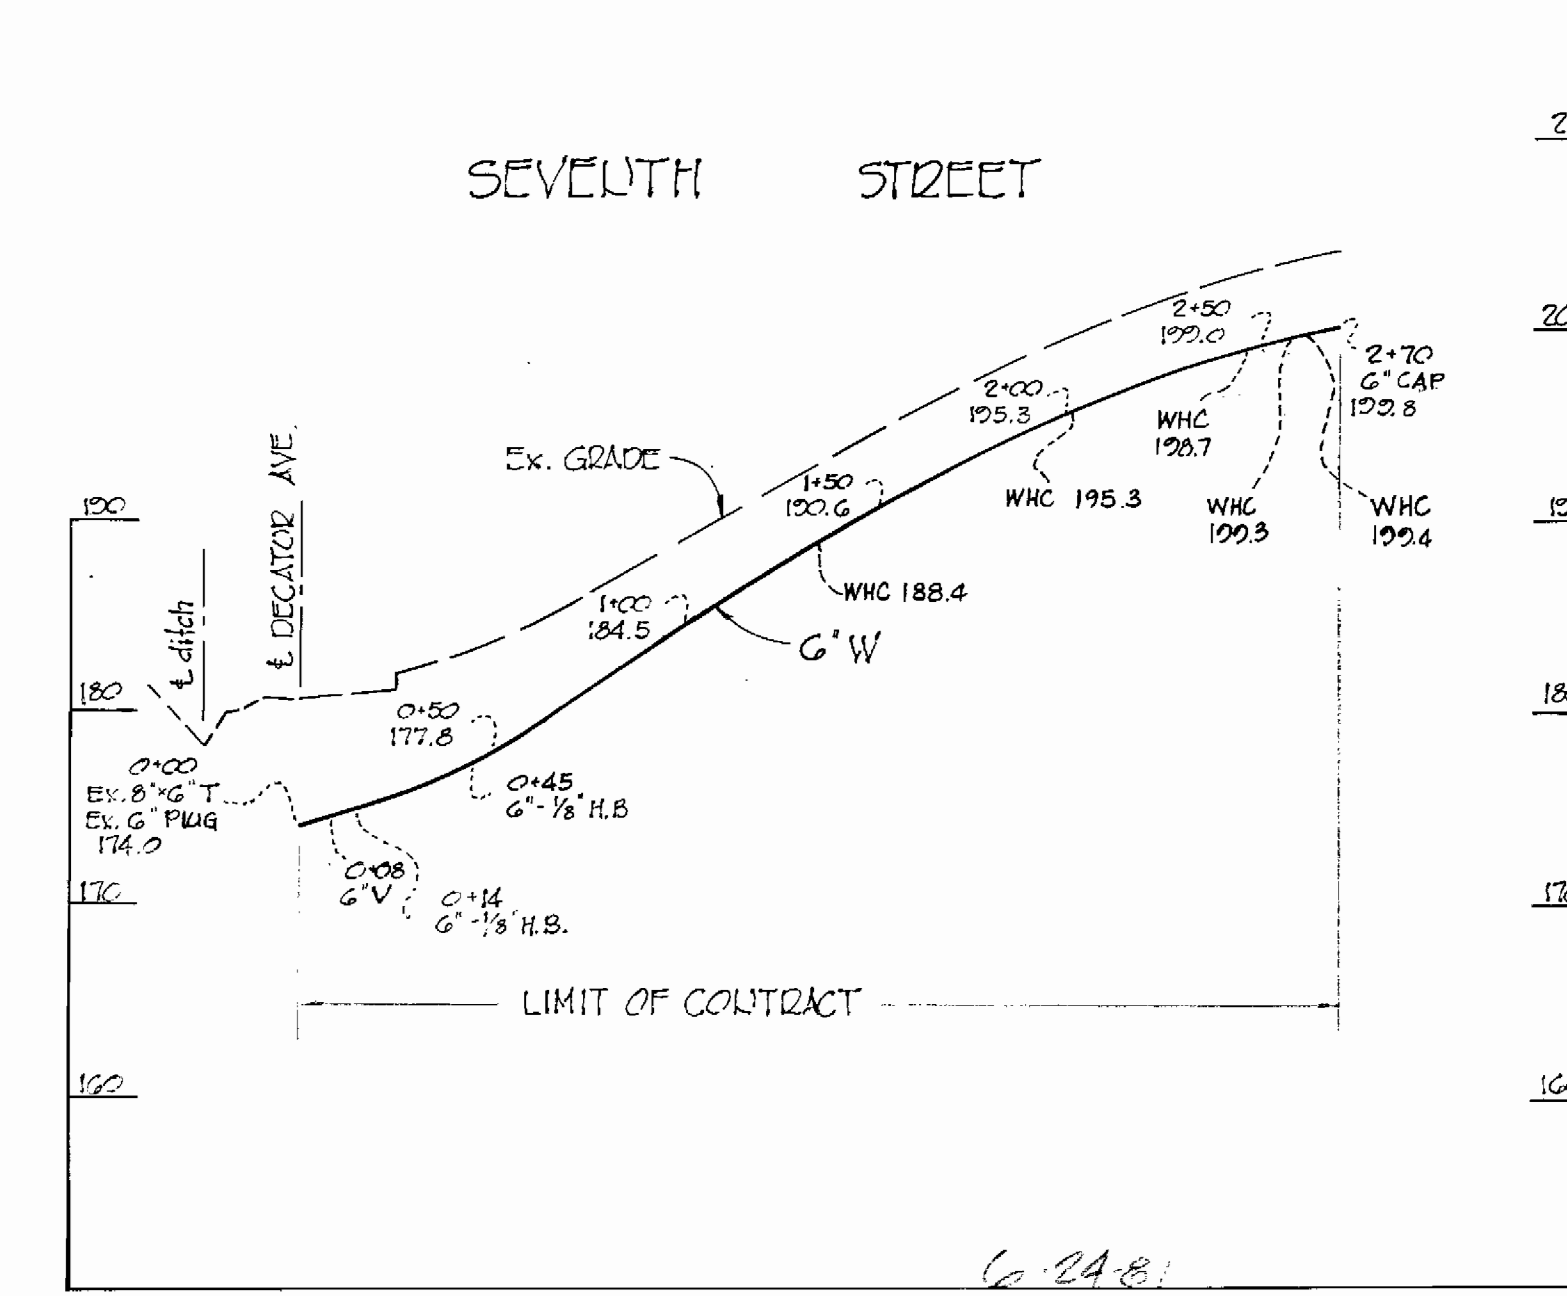 SEVENTH STREET
2+50
199.0
2+70
6" CAP
199.8
2+00
195.3
WHC
198.7
EX. GRADE
1+50
190.6
WHC 195.3
WHC
199.3
WHC
199.4
190
℄ DECATOR AVE.
℄ ditch
1+00
184.5
WHC 188.4
6" W
180
0+50
177.8
0+00
EX. 8"x6" T
EX. 6" PLUG
174.0
0+45
6"-1/8" H.B
0+08
6"V
170
0+14
6"-1/8" H.B.
LIMIT OF CONTRACT
160
6-24-81